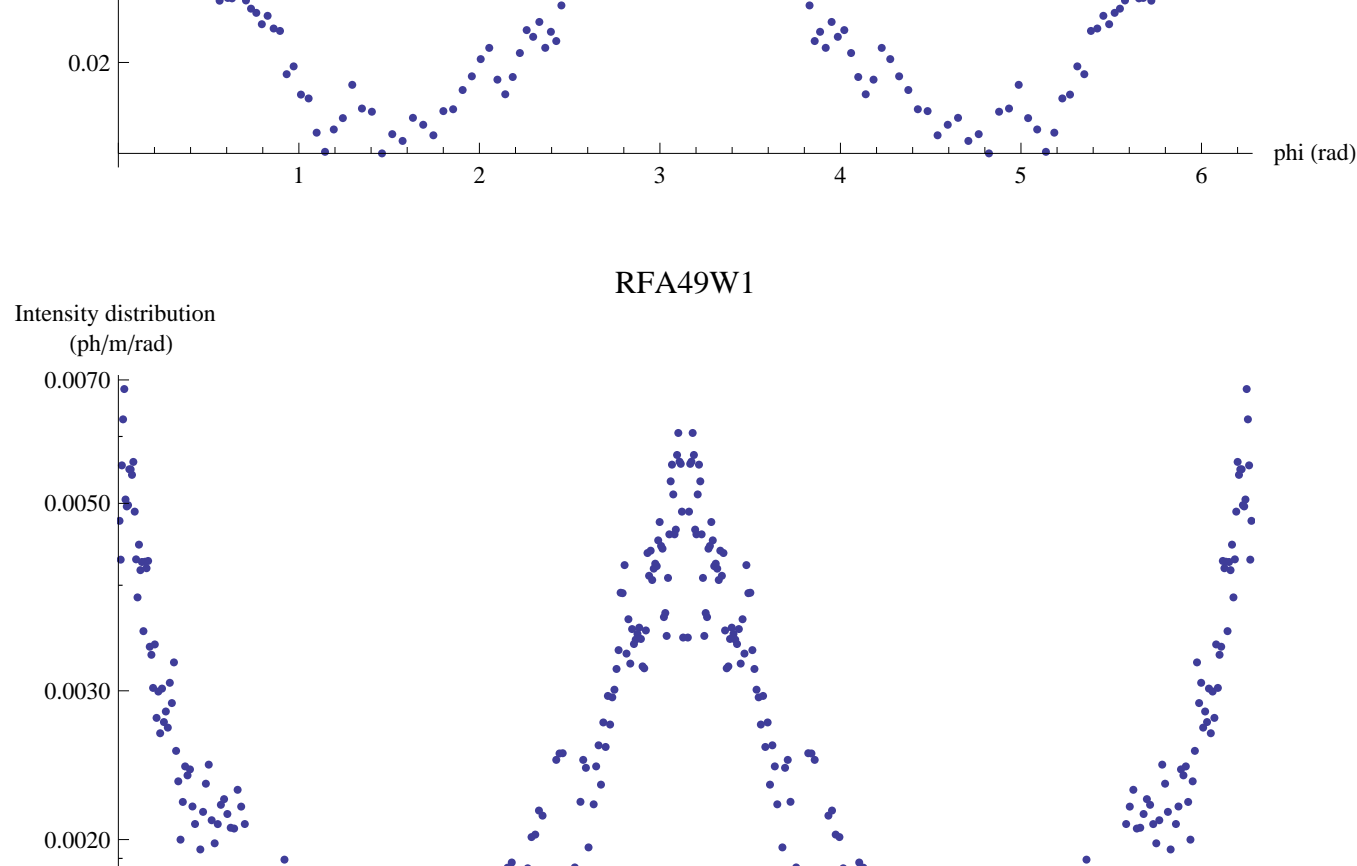 0.02
1 2 3 4 5 6 phi (rad)
RFA49W1
Intensity distribution
(ph/m/rad)
0.0070
0.0050
0.0030
0.0020